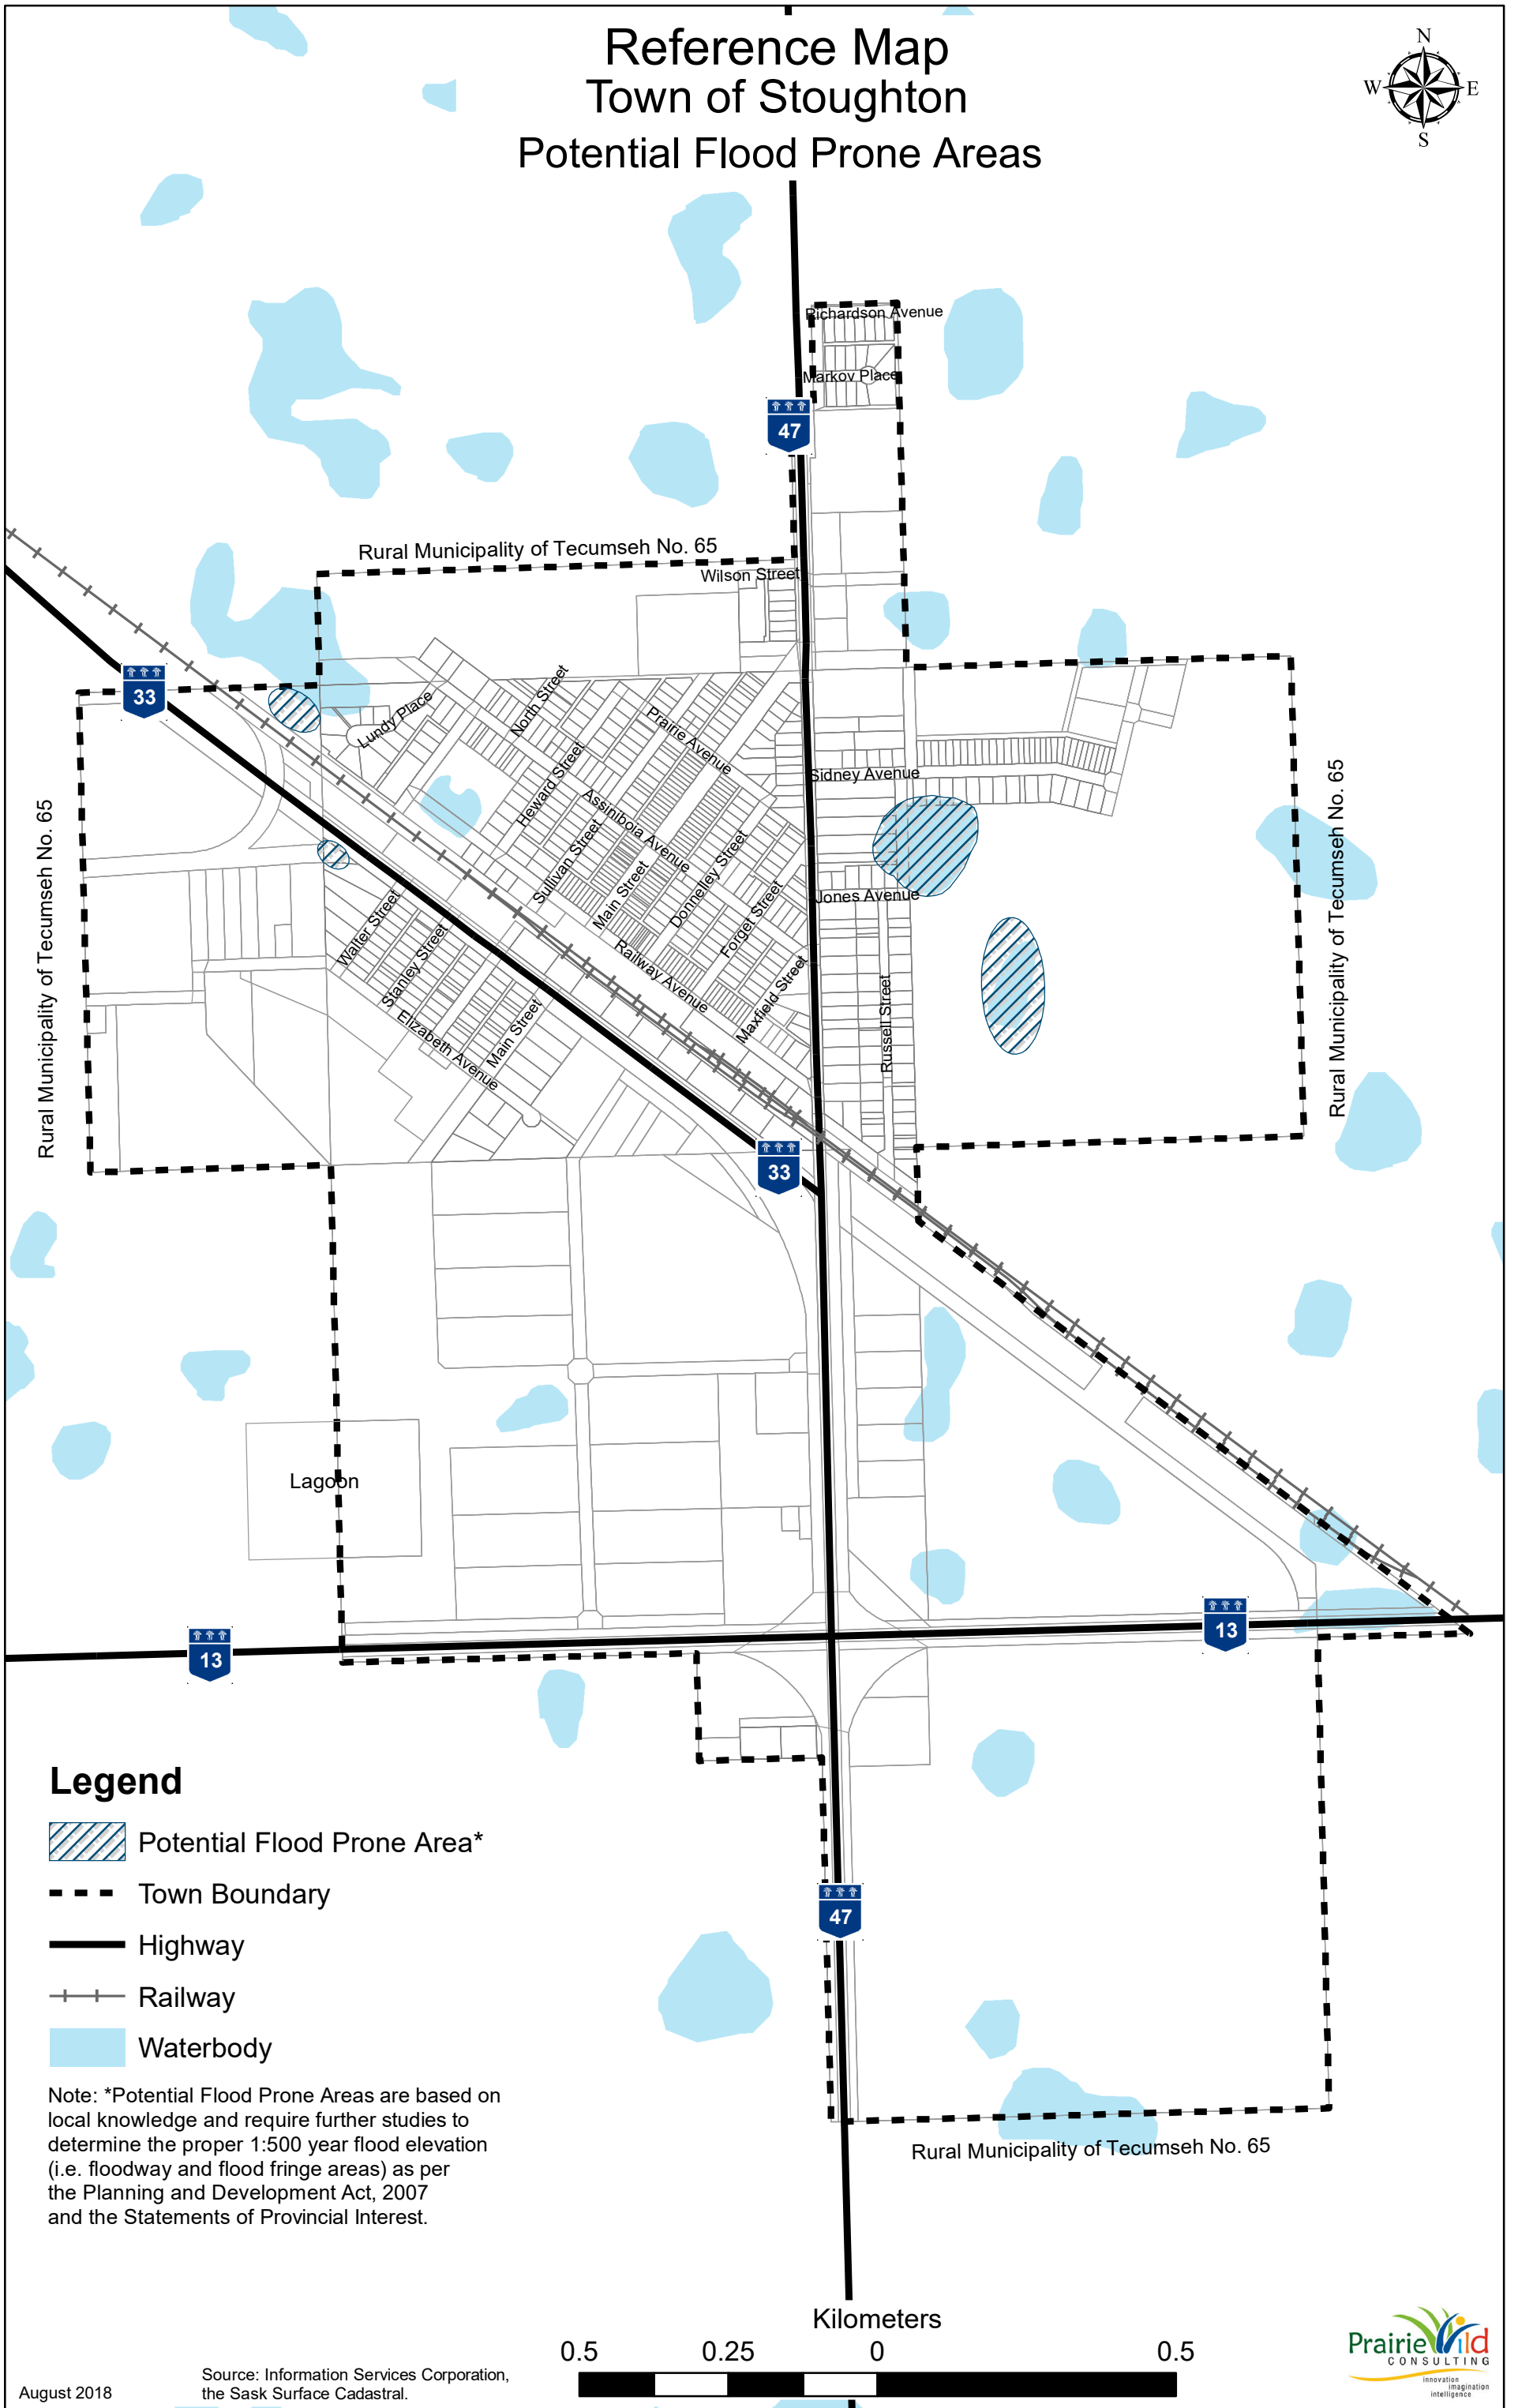 Reference Map
Town of Stoughton
Potential Flood Prone Areas
N
W
E
S
Richardson Avenue
Markov Place
47
Rural Municipality of Tecumseh No. 65
Wilson Street
33
Lundy Place
North Street
Prairie Avenue
Heward Street
Assiniboia Avenue
Sidney Avenue
Sullivan Street
Main Street
Donnelley Street
Forget Street
Jones Avenue
Railway Avenue
Maxfield Street
Russell Street
Walter Street
Stanley Street
Main Street
Elizabeth Avenue
Rural Municipality of Tecumseh No. 65
Rural Municipality of Tecumseh No. 65
33
Lagoon
13
13
47
Rural Municipality of Tecumseh No. 65
Legend
Potential Flood Prone Area*
Town Boundary
Highway
Railway
Waterbody
Note: *Potential Flood Prone Areas are based on
local knowledge and require further studies to
determine the proper 1:500 year flood elevation
(i.e. floodway and flood fringe areas) as per
the Planning and Development Act, 2007
and the Statements of Provincial Interest.
Kilometers
0.5 0.25 0 0.5
August 2018
Source: Information Services Corporation,
the Sask Surface Cadastral.
PrairieWild
CONSULTING
innovation
imagination
intelligence